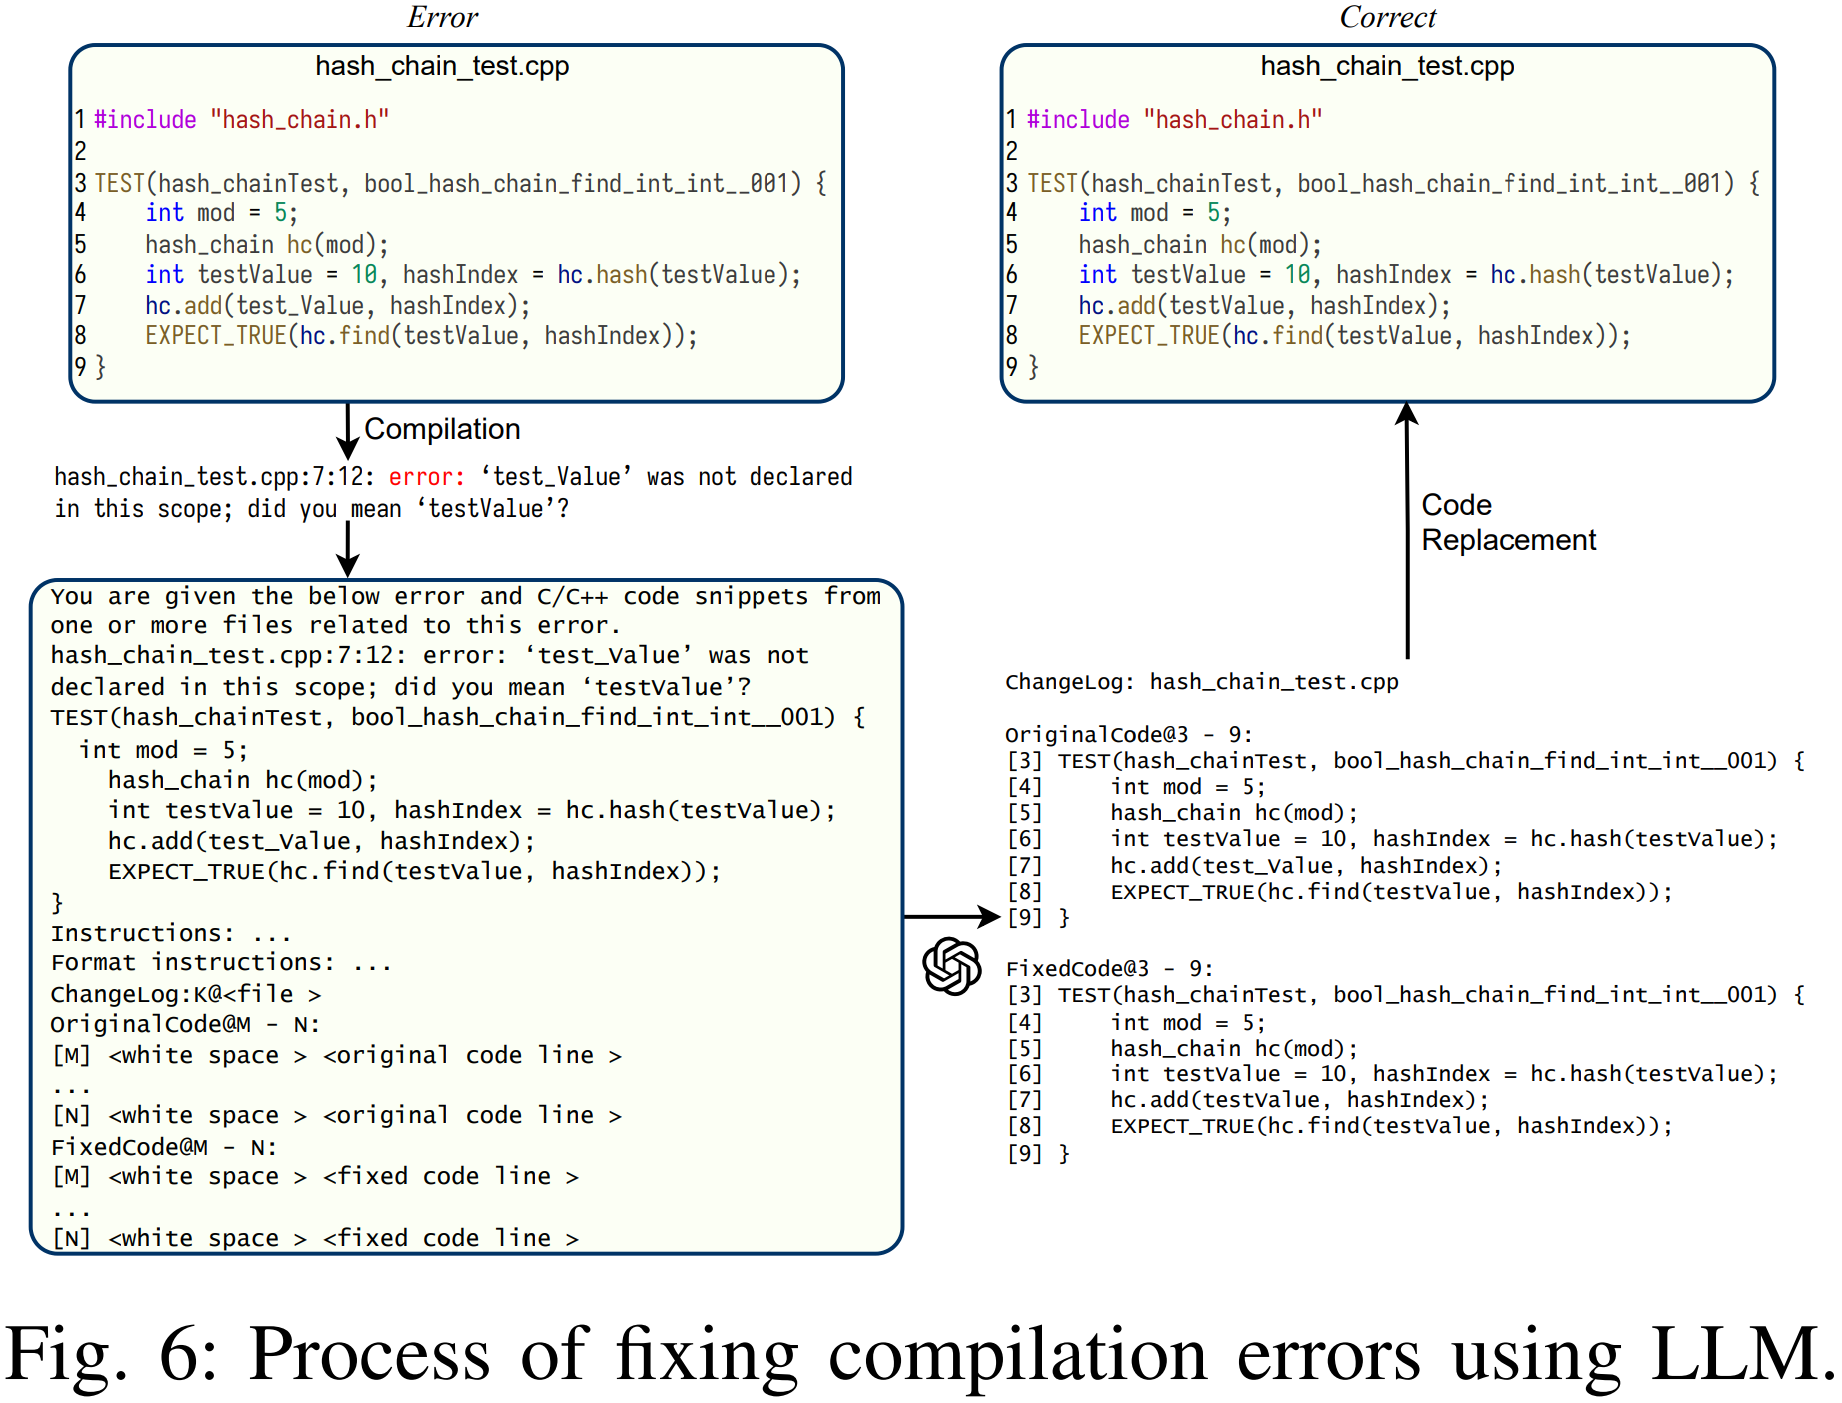 Error
hash_chain_test.cpp
1 #include "hash_chain.h"
2
3 TEST(hash_chainTest, bool_hash_chain_find_int_int__001) {
4     int mod = 5;
5     hash_chain hc(mod);
6     int testValue = 10, hashIndex = hc.hash(testValue);
7     hc.add(test_Value, hashIndex);
8     EXPECT_TRUE(hc.find(testValue, hashIndex));
9 }
Compilation
hash_chain_test.cpp:7:12: error: ‘test_Value’ was not declared
in this scope; did you mean ‘testValue’?
You are given the below error and C/C++ code snippets from
one or more files related to this error.
hash_chain_test.cpp:7:12: error: ‘test_Value’ was not
declared in this scope; did you mean ‘testValue’?
TEST(hash_chainTest, bool_hash_chain_find_int_int__001) {
  int mod = 5;
    hash_chain hc(mod);
    int testValue = 10, hashIndex = hc.hash(testValue);
    hc.add(test_Value, hashIndex);
    EXPECT_TRUE(hc.find(testValue, hashIndex));
}
Instructions: ...
Format instructions: ...
ChangeLog:K@<file >
OriginalCode@M - N:
[M] <white space > <original code line >
...
[N] <white space > <original code line >
FixedCode@M - N:
[M] <white space > <fixed code line >
...
[N] <white space > <fixed code line >
Correct
hash_chain_test.cpp
1 #include "hash_chain.h"
2
3 TEST(hash_chainTest, bool_hash_chain_find_int_int__001) {
4     int mod = 5;
5     hash_chain hc(mod);
6     int testValue = 10, hashIndex = hc.hash(testValue);
7     hc.add(testValue, hashIndex);
8     EXPECT_TRUE(hc.find(testValue, hashIndex));
9 }
Code
Replacement
ChangeLog: hash_chain_test.cpp
OriginalCode@3 - 9:
[3] TEST(hash_chainTest, bool_hash_chain_find_int_int__001) {
[4]     int mod = 5;
[5]     hash_chain hc(mod);
[6]     int testValue = 10, hashIndex = hc.hash(testValue);
[7]     hc.add(test_Value, hashIndex);
[8]     EXPECT_TRUE(hc.find(testValue, hashIndex));
[9] }
FixedCode@3 - 9:
[3] TEST(hash_chainTest, bool_hash_chain_find_int_int__001) {
[4]     int mod = 5;
[5]     hash_chain hc(mod);
[6]     int testValue = 10, hashIndex = hc.hash(testValue);
[7]     hc.add(testValue, hashIndex);
[8]     EXPECT_TRUE(hc.find(testValue, hashIndex));
[9] }
Fig. 6: Process of fixing compilation errors using LLM.